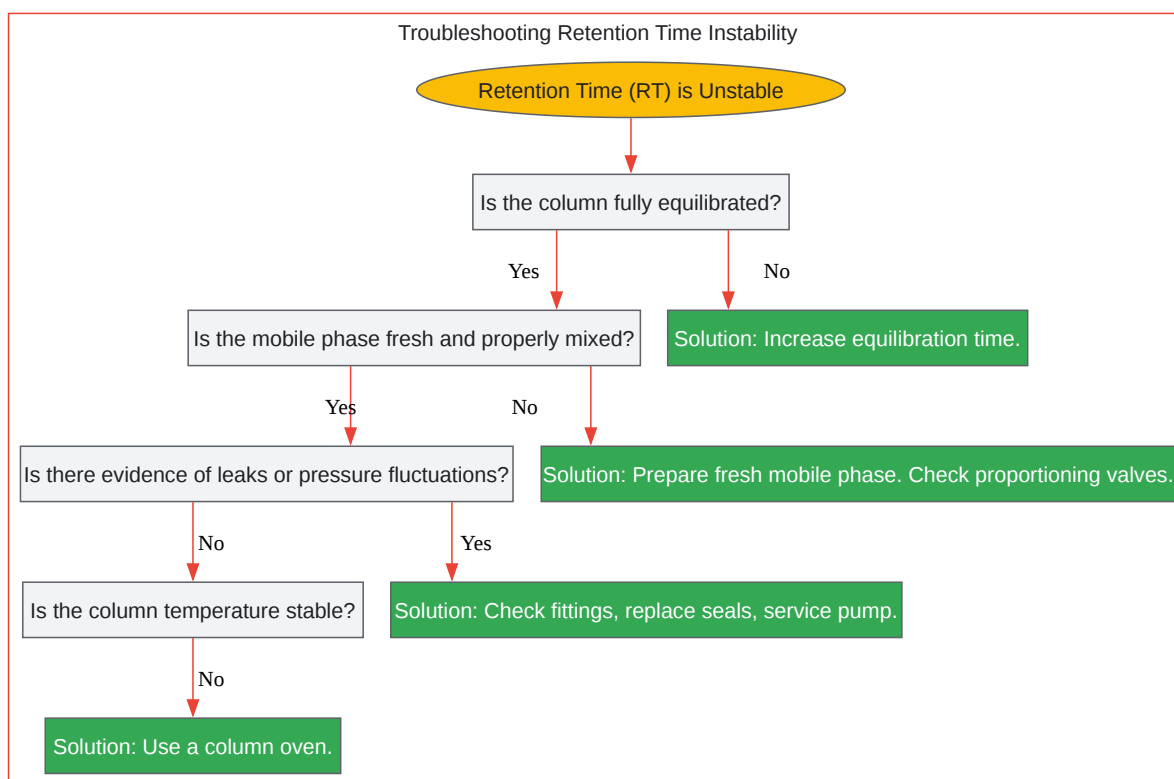 Troubleshooting Retention Time Instability
Retention Time (RT) is Unstable
Is the column fully equilibrated?
Yes
No
Is the mobile phase fresh and properly mixed?
Solution: Increase equilibration time.
Yes
No
Is there evidence of leaks or pressure fluctuations?
Solution: Prepare fresh mobile phase. Check proportioning valves.
No
Yes
Is the column temperature stable?
Solution: Check fittings, replace seals, service pump.
No
Solution: Use a column oven.